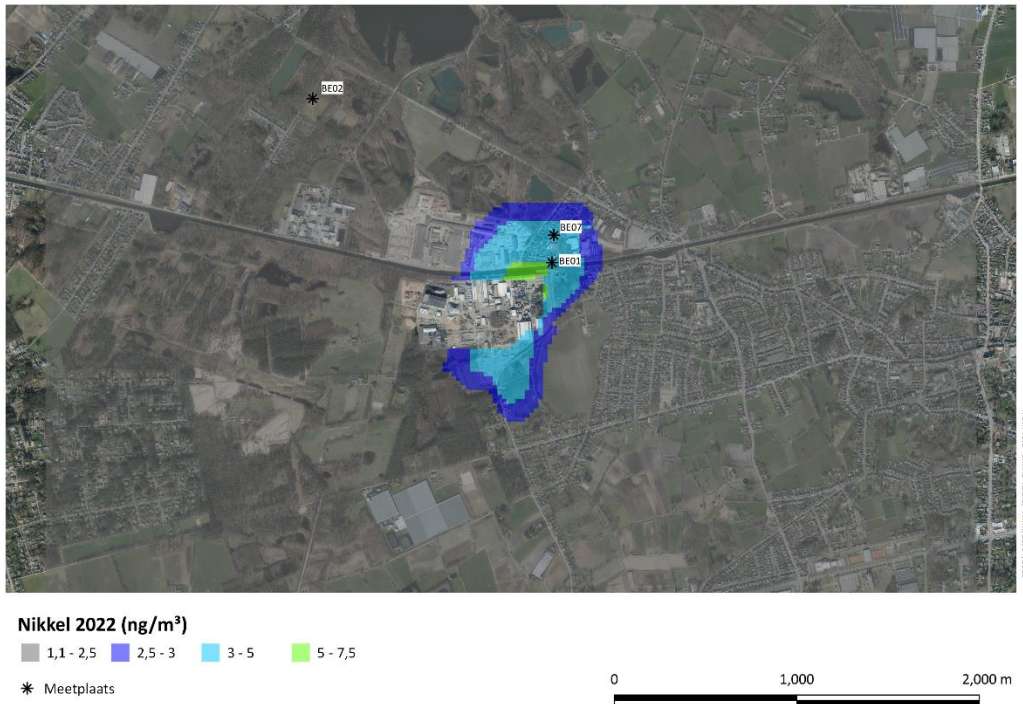 BE02
BE07
BE01
Nikkel 2022 (ng/m³)
1,1 - 2,5 2,5 - 3 3 - 5 5 - 7,5
Meetplaats
0 1,000 2,000 m